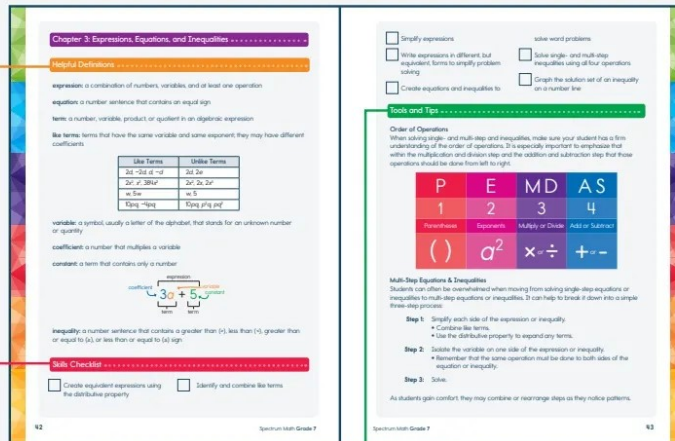 Chapter 3: Expressions, Equations, and Inequalities
Helpful Definitions
expression: a combination of numbers, variables, and at least one operation
equation: a number sentence that contains an equal sign
term: a number, variable, product, or quotient in an algebraic expression
like terms: terms that have the same variable and same exponent; they may have different
coefficients
Like Terms Unlike Terms
2d, -2d, d, -d 2d, 2e
2x², x², 384x² 2x², 2x, 2x³
w, 5w w, 5
10pq, -4pq
variable: a symbol, usually a letter of the alphabet, that stands for an unknown number
or quantity
coefficient: a number that multiplies a variable
constant: a term that contains only a number
expression
coefficient
variable
3a + 5
constant
term term
inequality: a number sentence that contains a greater than (>), less than (<), greater than
or equal to (≥), or less than or equal to (≤) sign
Skills Checklist
Create equivalent expressions using
the distributive property
Identify and combine like terms
42
Spectrum Math Grade 7
Simplify expressions
Write expressions in different, but
equivalent, forms to simplify problem
solving
Create equations and inequalities to
solve word problems
Solve single- and multi-step
inequalities using all four operations
Graph the solution set of an inequality
on a number line
Tools and Tips
Order of Operations
When solving single- and multi-step and inequalities, make sure your student has a firm
understanding of the order of operations. It is especially important to emphasize that
within the multiplication and division step and the addition and subtraction step that those
operations should be done from left to right.
P E MD AS
1 2 3 4
Parentheses Exponents Multiply or Divide Add or Subtract
( ) a² × or ÷ + or -
Multi-Step Equations & Inequalities
Students can often be overwhelmed when moving from solving single-step equations or
inequalities to multi-step equations or inequalities. It can help to break it down into a simple
three-step process:
Step 1: Simplify each side of the expression or inequality.
• Combine like terms.
• Use the distributive property to expand any terms.
Step 2: Isolate the variable on one side of the expression or inequality.
• Remember that the same operation must be done to both sides of the
equation or inequality.
Step 3: Solve.
As students gain comfort, they may combine or rearrange steps as they notice patterns.
Spectrum Math Grade 7
43